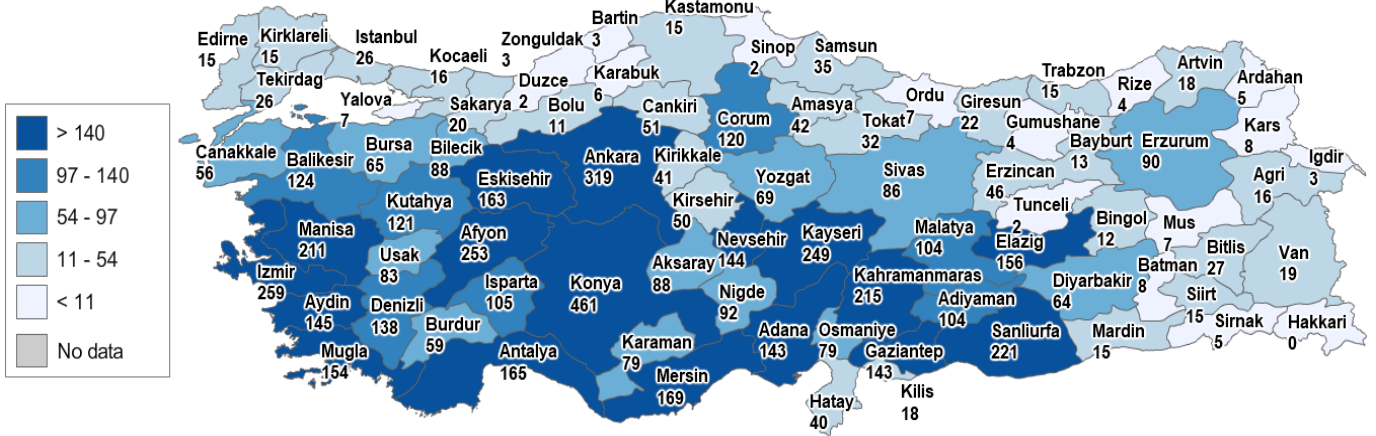 Kastamonu
15
Bartin
3
Edirne
15
Kirklareli
15
Istanbul
26
Zonguldak
3
Sinop
2
Samsun
35
Kocaeli
16
Karabuk
6
Duzce
2
Tekirdag
26
Trabzon
15
Rize
4
Artvin
18
Ardahan
5
Yalova
7
Sakarya
20
Bolu
11
Cankiri
51
Corum
120
Amasya
42
Tokat
32
Ordu
7
Giresun
22
Gumushane
4
Bayburt
13
Erzurum
90
Kars
8
Igdir
3
> 140
97 - 140
54 - 97
11 - 54
< 11
No data
Canakkale
56
Balikesir
124
Bursa
65
Bilecik
88
Eskisehir
163
Ankara
319
Kirikkale
41
Kirsehir
50
Yozgat
69
Sivas
86
Erzincan
46
Tunceli
2
Bingol
12
Mus
7
Agri
16
Kutahya
121
Manisa
211
Usak
83
Afyon
253
Nevsehir
144
Kayseri
249
Malatya
104
Elazig
156
Bitlis
27
Van
19
Izmir
259
Aydin
145
Denizli
138
Isparta
105
Burdur
59
Konya
461
Aksaray
88
Nigde
92
Kahramanmaras
215
Adiyaman
104
Diyarbakir
64
Batman
8
Siirt
15
Mugla
154
Antalya
165
Karaman
79
Mersin
169
Adana
143
Osmaniye
79
Gaziantep
143
Sanliurfa
221
Mardin
15
Sirnak
5
Hakkari
0
Hatay
40
Kilis
18